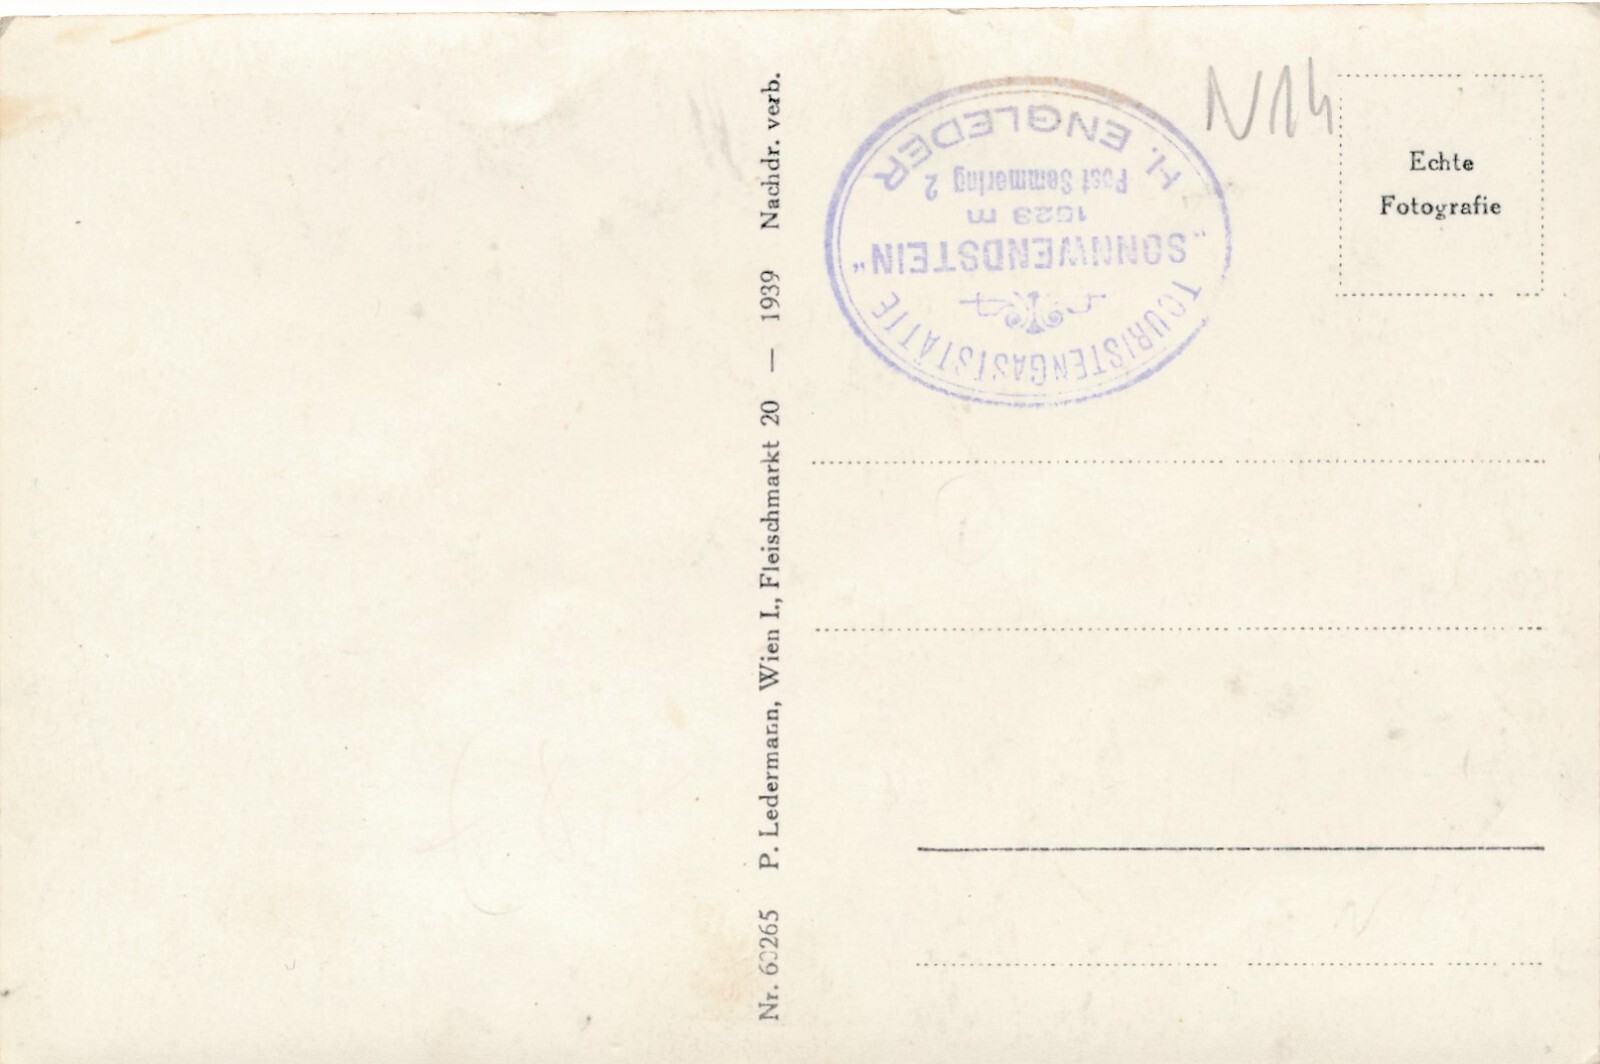 Nr. 60265 P. Ledermann, Wien I., Fleischmarkt 20 — 1939 Nachdr. verb.
TOURISTENGASTSTÄTTE
„SONNWENDSTEIN“
1523 m
Post Semmering 2
H. ENGLEDER
N14
Echte
Fotografie